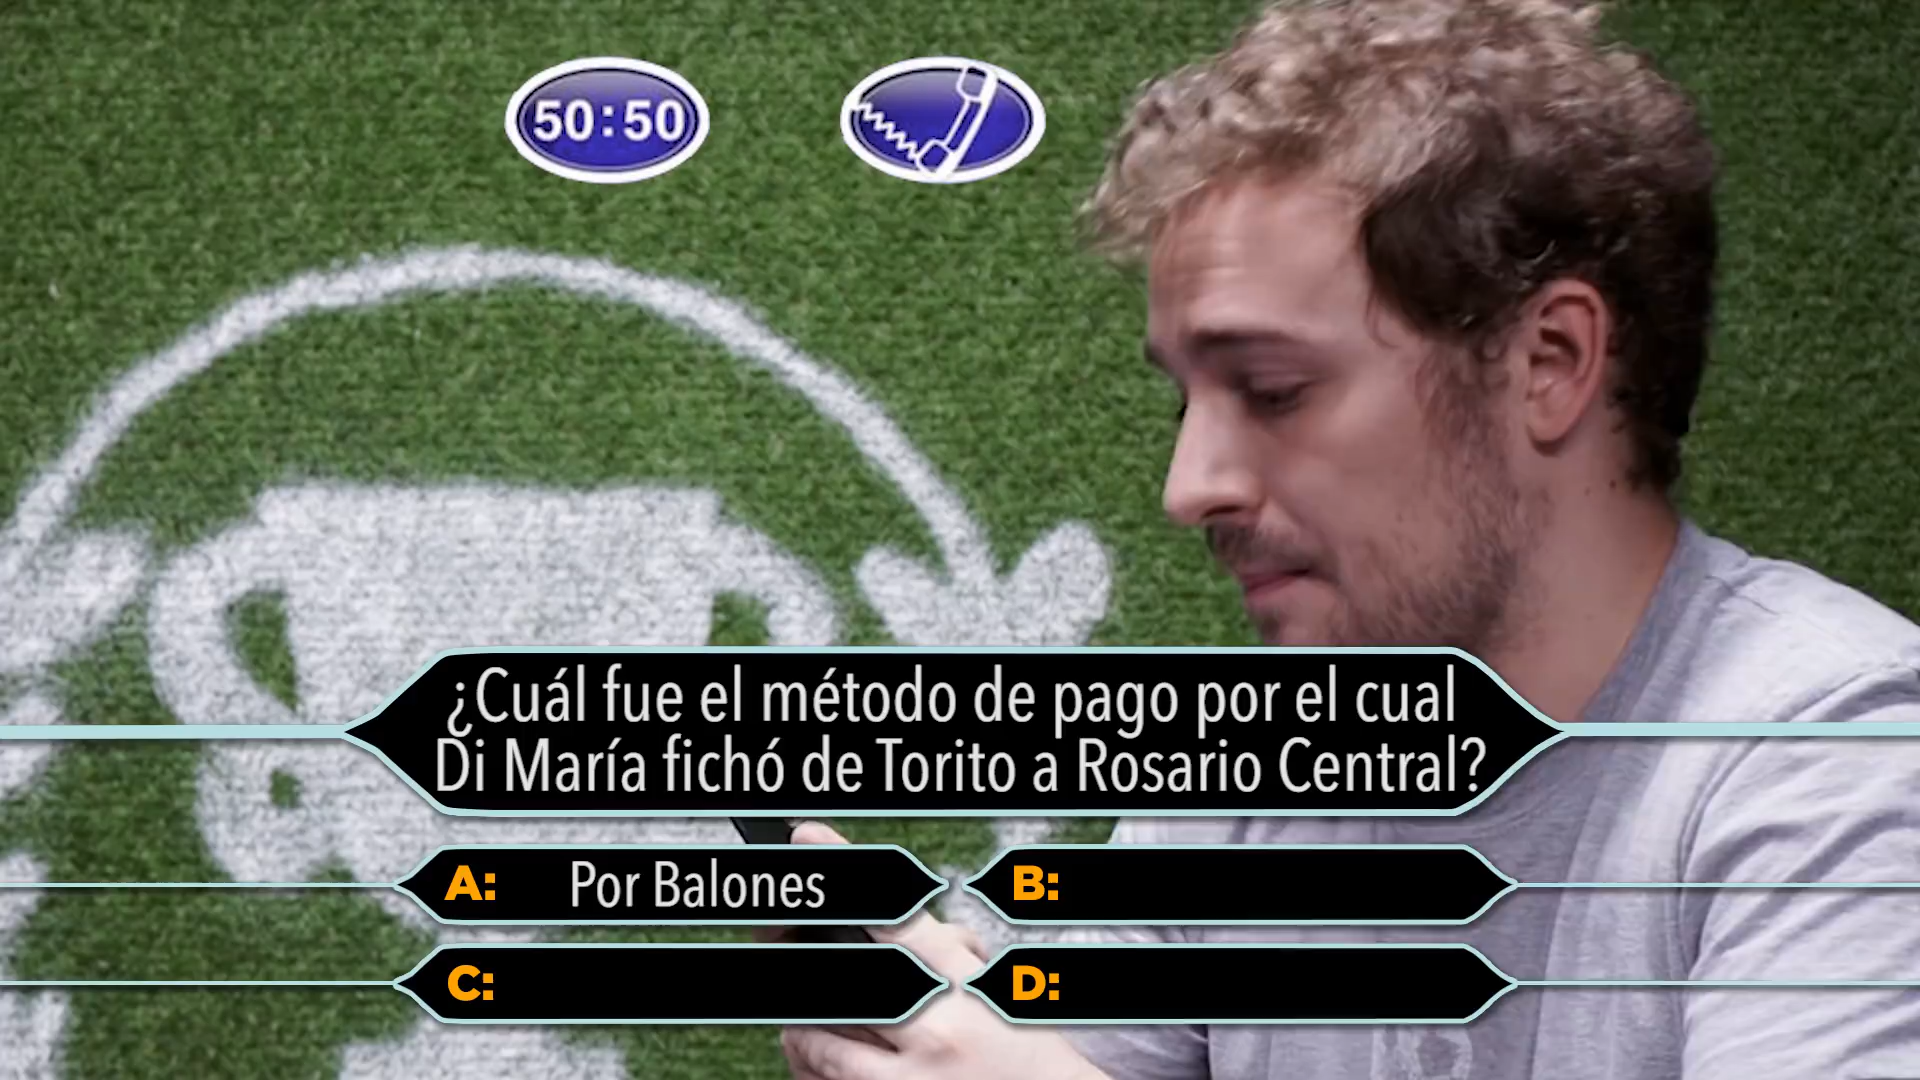 50:50
¿Cuál fue el método de pago por el cual
Di María fichó de Torito a Rosario Central?
A: Por Balones
B:
C:
D: